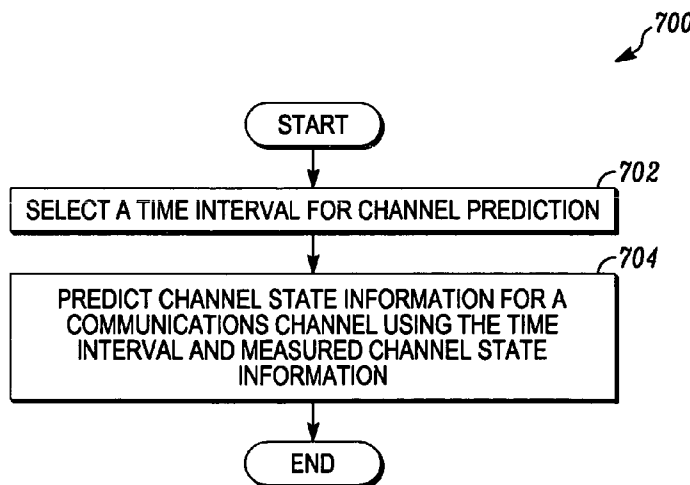 700
START
702
SELECT A TIME INTERVAL FOR CHANNEL PREDICTION
704
PREDICT CHANNEL STATE INFORMATION FOR A
COMMUNICATIONS CHANNEL USING THE TIME
INTERVAL AND MEASURED CHANNEL STATE
INFORMATION
END